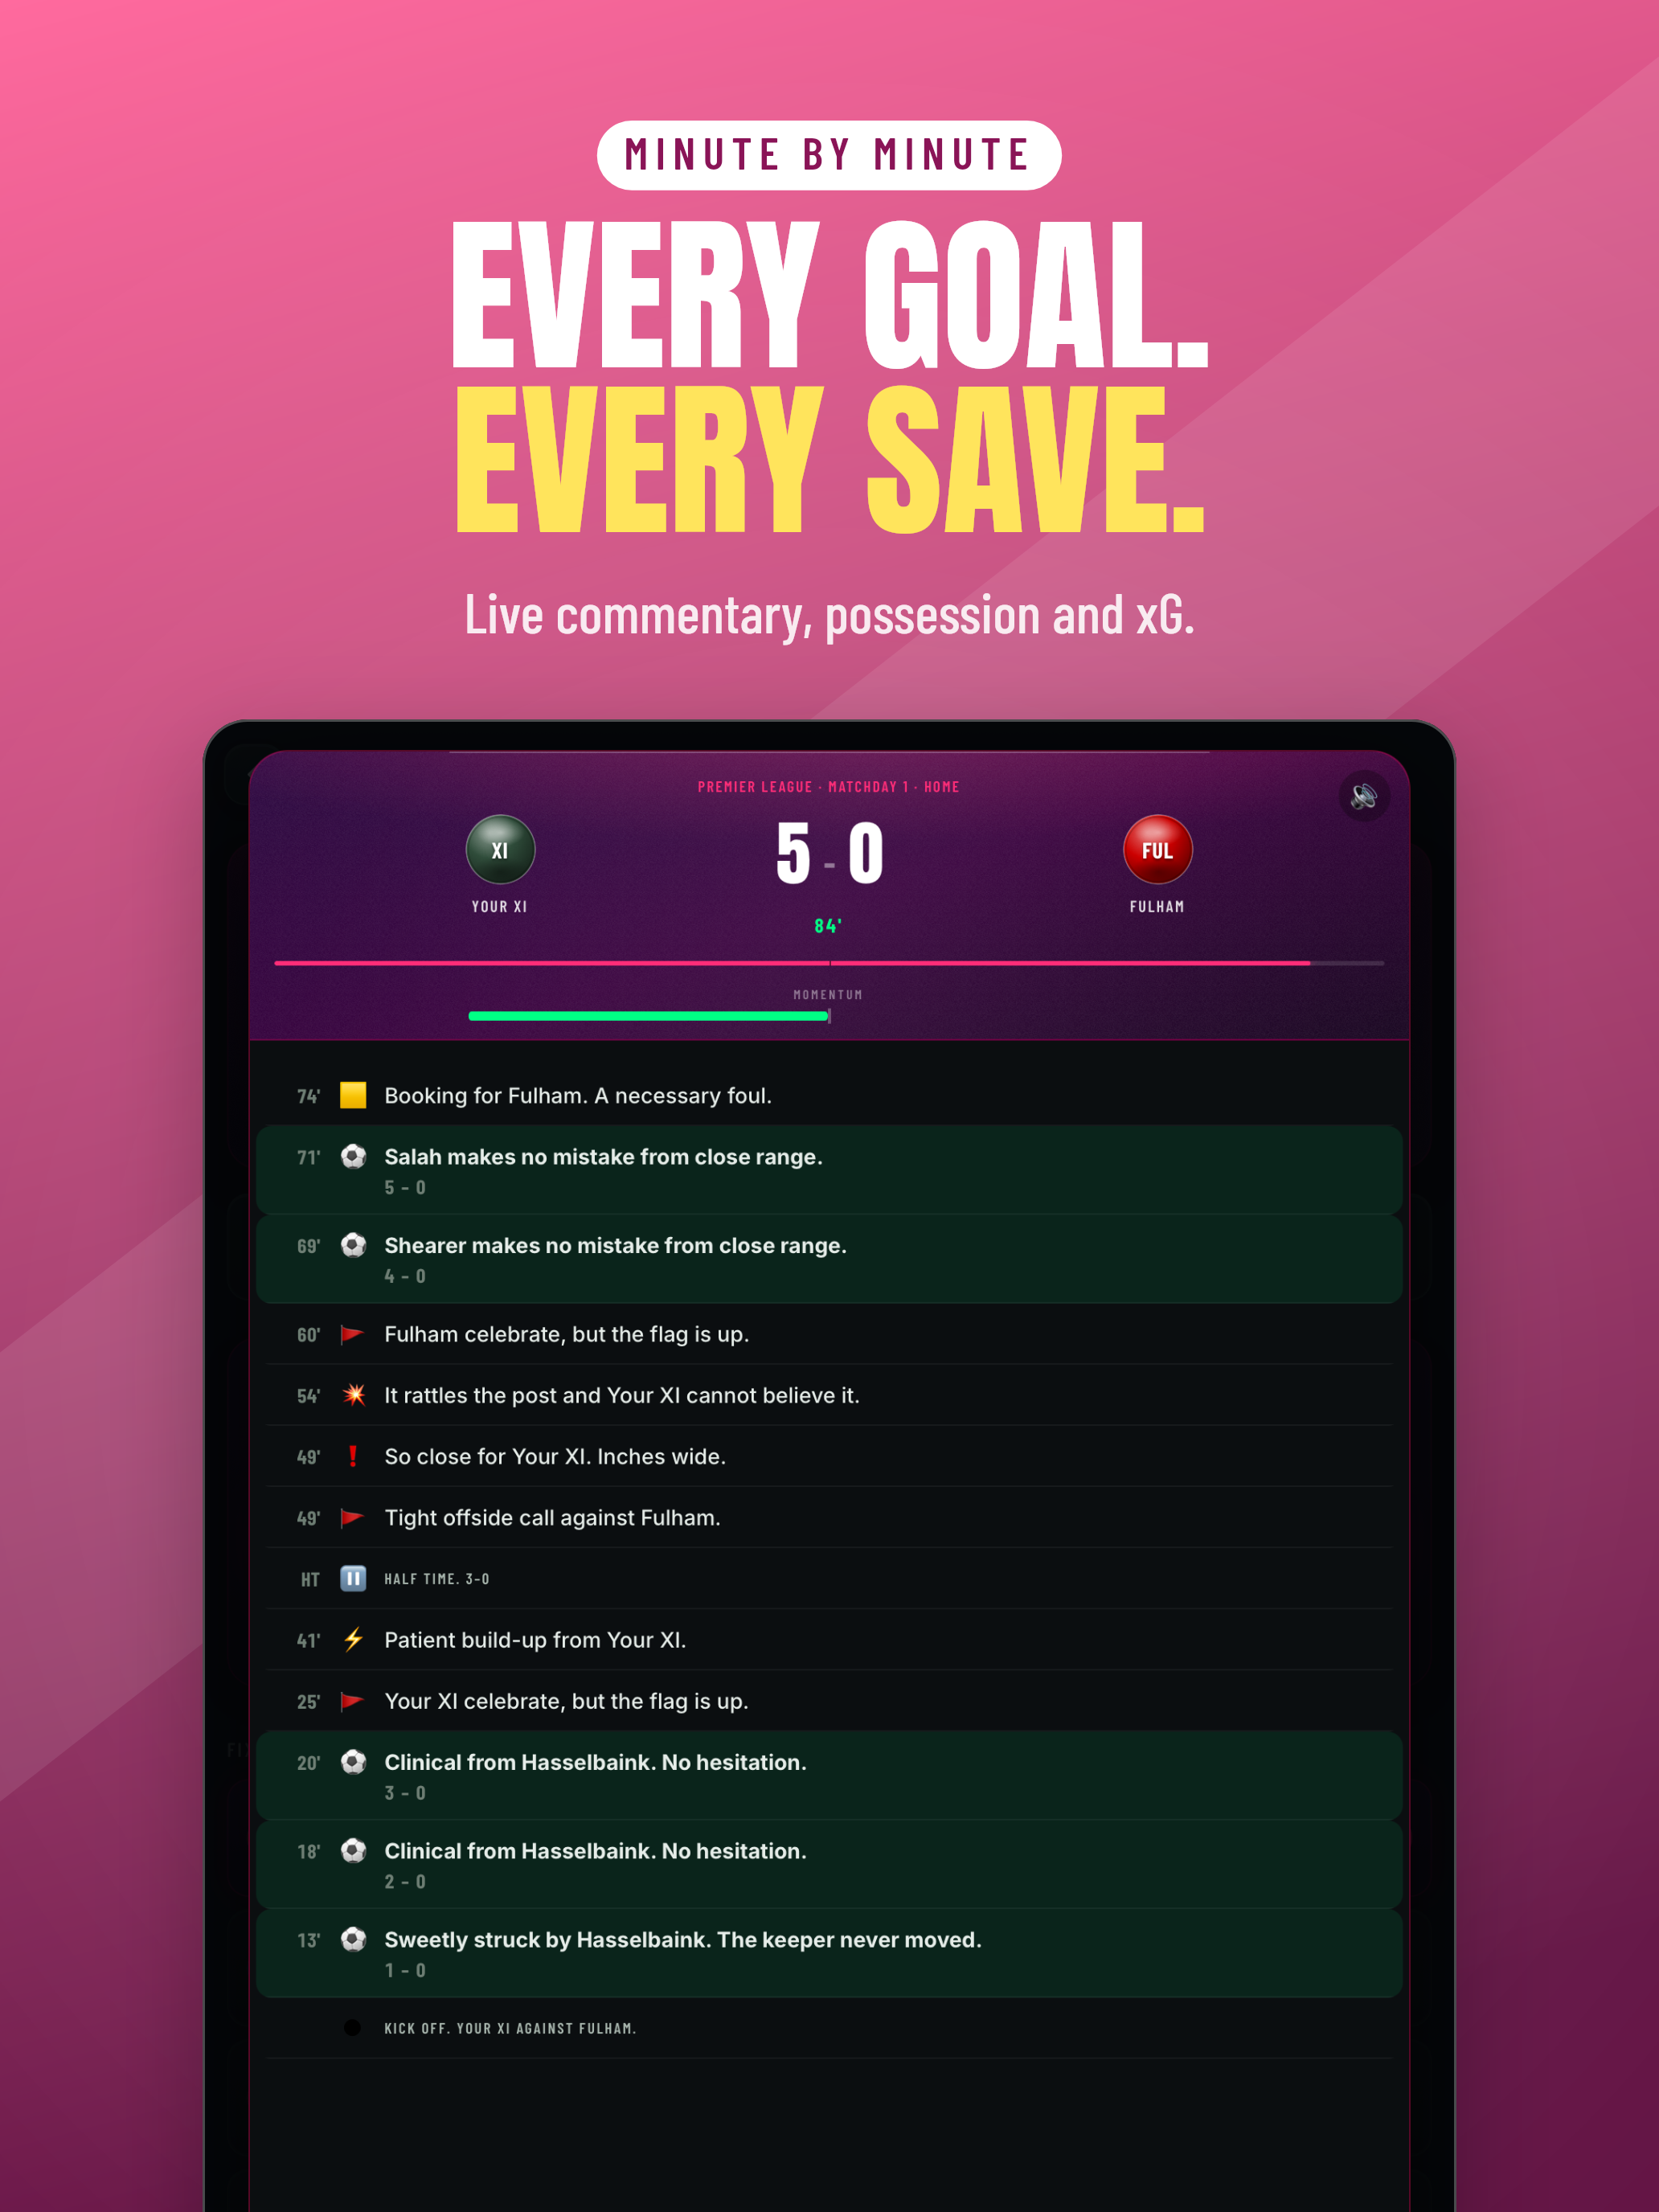 MINUTE BY MINUTE
EVERY GOAL.
EVERY SAVE.
Live commentary, possession and xG.
PREMIER LEAGUE · MATCHDAY 1 · HOME
XI
5 - 0
FUL
YOUR XI
FULHAM
84'
MOMENTUM
74' Booking for Fulham. A necessary foul.
71' Salah makes no mistake from close range.
5 - 0
69' Shearer makes no mistake from close range.
4 - 0
60' Fulham celebrate, but the flag is up.
54' It rattles the post and Your XI cannot believe it.
49' So close for Your XI. Inches wide.
49' Tight offside call against Fulham.
HT HALF TIME. 3-0
41' Patient build-up from Your XI.
25' Your XI celebrate, but the flag is up.
20' Clinical from Hasselbaink. No hesitation.
3 - 0
18' Clinical from Hasselbaink. No hesitation.
2 - 0
13' Sweetly struck by Hasselbaink. The keeper never moved.
1 - 0
KICK OFF. YOUR XI AGAINST FULHAM.